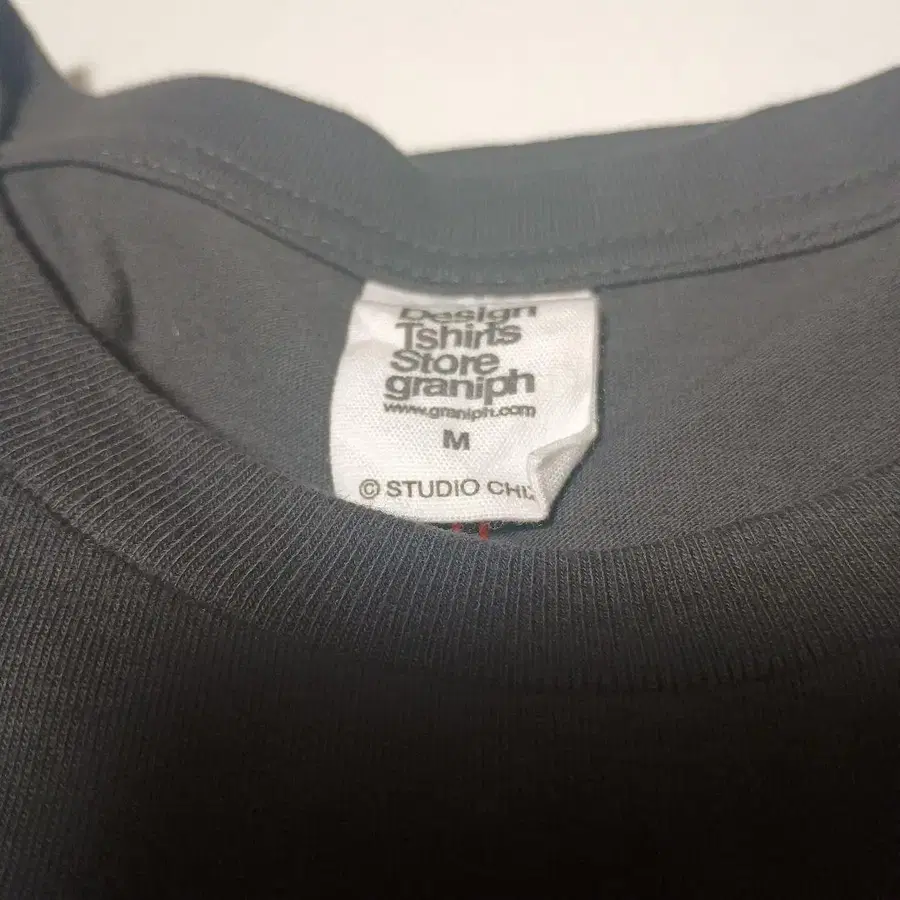 Design
Tshirts
Store
graniph
www.graniph.com
M
© STUDIO